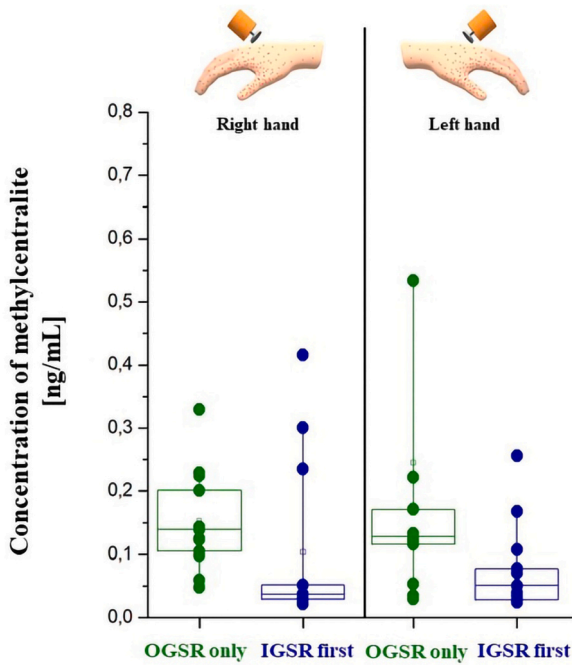 Right hand
Left hand
Concentration of methylcentralite
[ng/mL]
0,8
0,7
0,6
0,5
0,4
0,3
0,2
0,1
0,0
OGSR only IGSR first OGSR only IGSR first